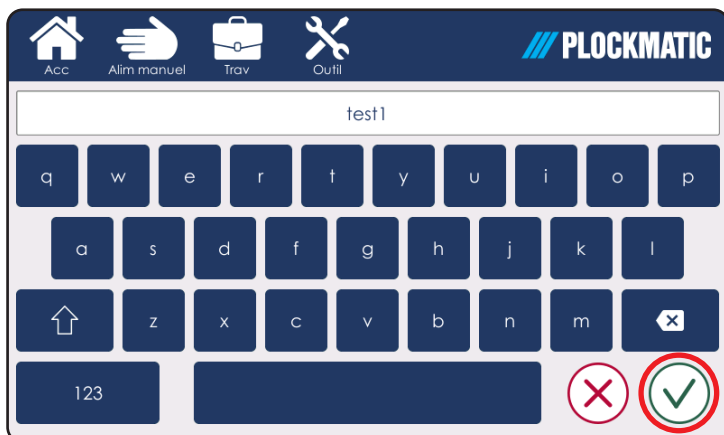 Acc Alim manuel Trav Outil PLOCKMATIC
test1
q w e r t y u i o p
a s d f g h j k l
z x c v b n m
123